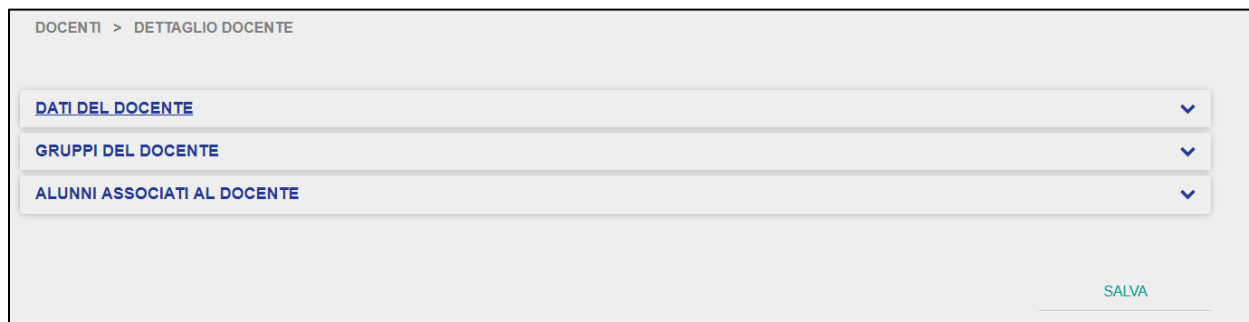 DOCENTI > DETTAGLIO DOCENTE
DATI DEL DOCENTE
GRUPPI DEL DOCENTE
ALUNNI ASSOCIATI AL DOCENTE
SALVA